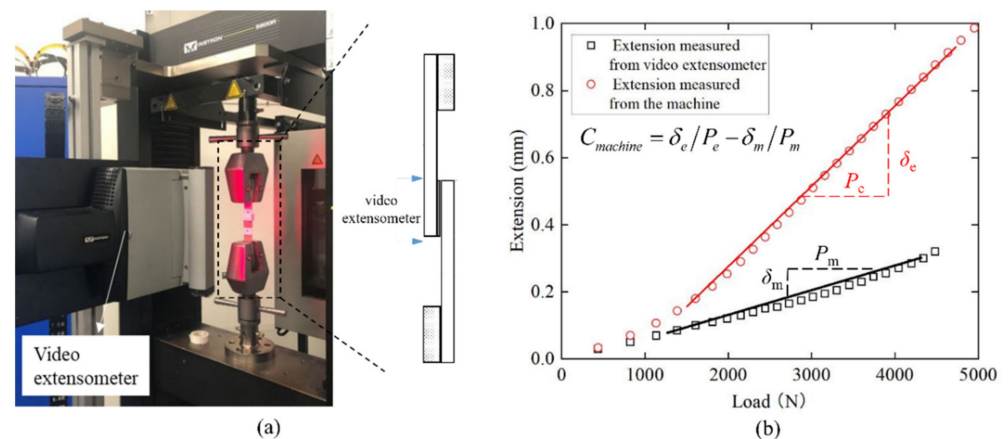 INSTRON 5900R
video
extensometer
Video
extensometer
(a)
1.0
Extension measured
from video extensometer
Extension measured
from the machine
0.8
C_machine = δ_e/P_e − δ_m/P_m
0.6
P_e
δ_e
0.4
P_m
δ_m
0.2
0.0
Extension (mm)
0 1000 2000 3000 4000 5000
Load (N)
(b)